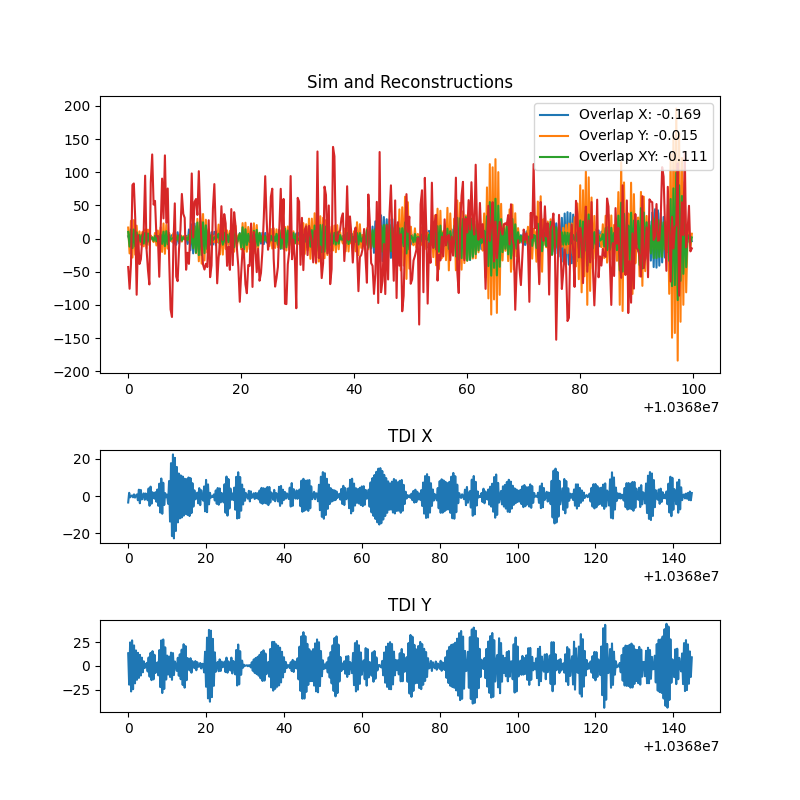 Sim and Reconstructions
200
150
100
50
0
−50
−100
−150
−200
Overlap X: -0.169
Overlap Y: -0.015
Overlap XY: -0.111
0 20 40 60 80 100
+1.0368e7
TDI X
20
0
−20
0 20 40 60 80 100 120 140
+1.0368e7
TDI Y
25
0
−25
0 20 40 60 80 100 120 140
+1.0368e7